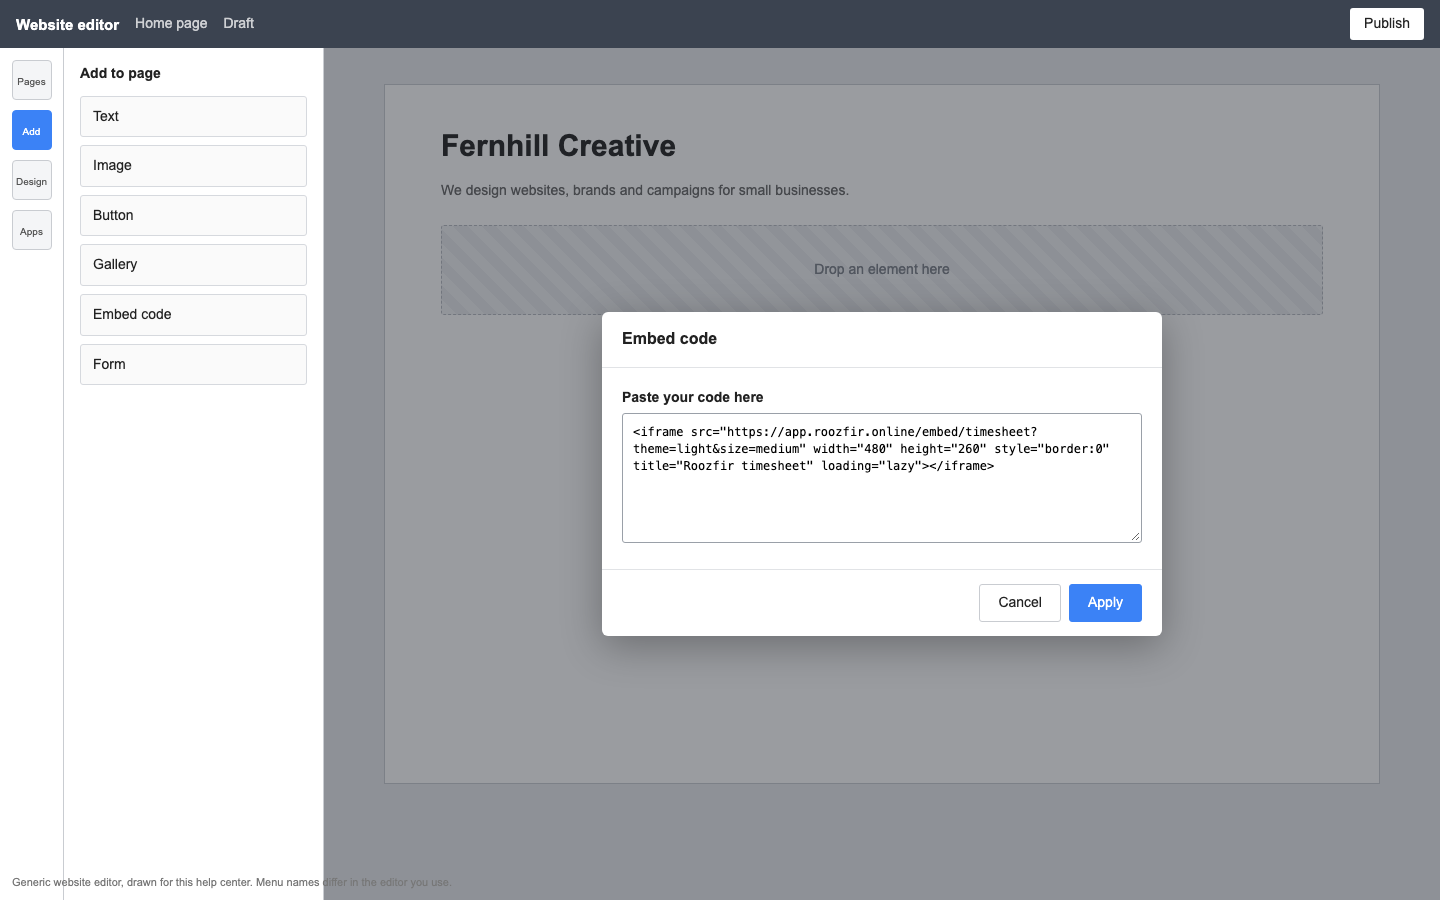 Website editor Home page Draft Publish
Pages
Add
Design
Apps
Add to page
Text
Image
Button
Gallery
Embed code
Form
Fernhill Creative
We design websites, brands and campaigns for small businesses.
Drop an element here
Embed code
Paste your code here
<iframe src="https://app.roozfir.online/embed/timesheet?
theme=light&size=medium" width="480" height="260" style="border:0"
title="Roozfir timesheet" loading="lazy"></iframe>
Cancel Apply
Generic website editor, drawn for this help center. Menu names differ in the editor you use.